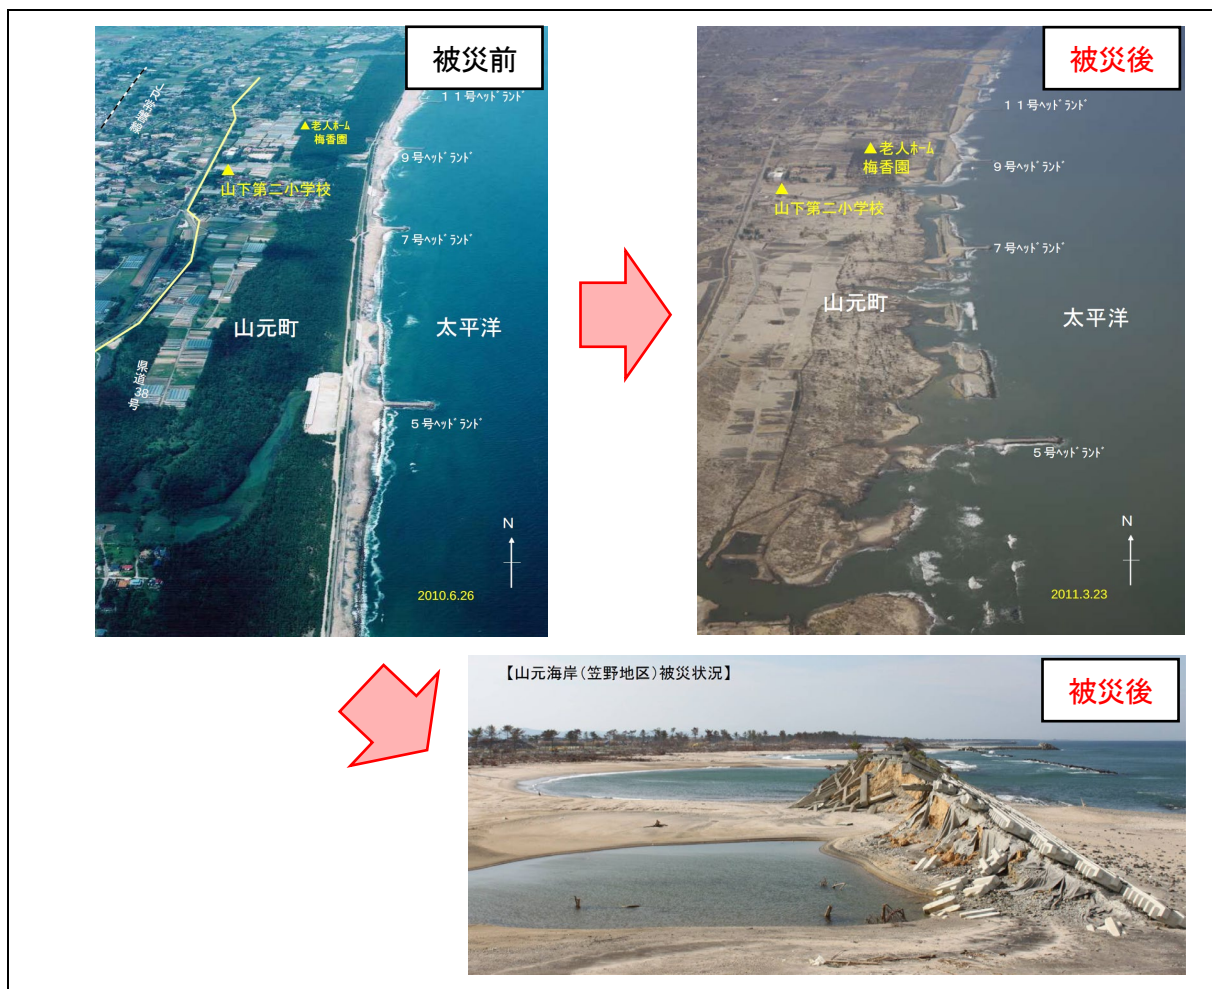 被災前
１１号ﾍｯﾄﾞﾗﾝﾄﾞ
▲老人ﾎｰﾑ
梅香園
９号ﾍｯﾄﾞﾗﾝﾄﾞ
▲
山下第二小学校
７号ﾍｯﾄﾞﾗﾝﾄﾞ
山元町
太平洋
県道38号
５号ﾍｯﾄﾞﾗﾝﾄﾞ
N
2010.6.26
被災後
１１号ﾍｯﾄﾞﾗﾝﾄﾞ
▲老人ﾎｰﾑ
梅香園
９号ﾍｯﾄﾞﾗﾝﾄﾞ
▲
山下第二小学校
７号ﾍｯﾄﾞﾗﾝﾄﾞ
山元町
太平洋
５号ﾍｯﾄﾞﾗﾝﾄﾞ
N
2011.3.23
【山元海岸（笠野地区）被災状況】
被災後